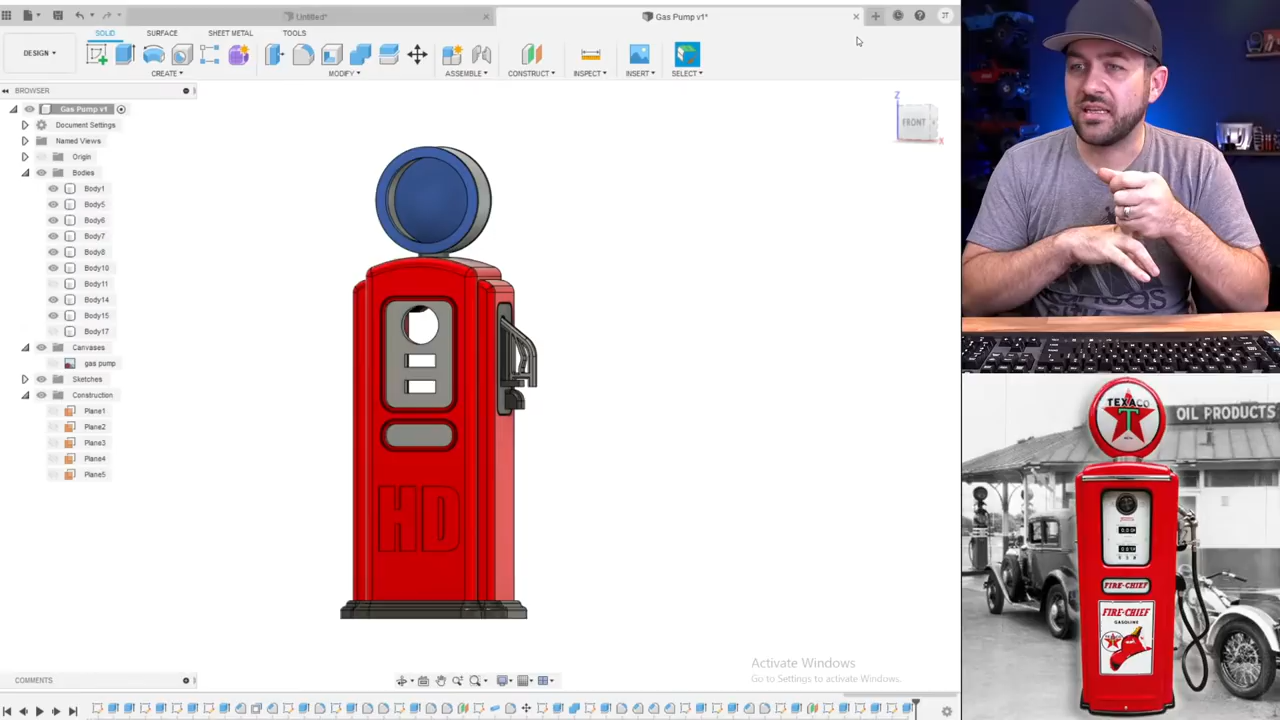 Untitled*
Gas Pump v1*
JT
DESIGN
SOLID
SURFACE
SHEET METAL
TOOLS
CREATE
MODIFY
ASSEMBLE
CONSTRUCT
INSPECT
INSERT
SELECT
BROWSER
Gas Pump v1
Document Settings
Named Views
Origin
Bodies
Body1
Body5
Body6
Body7
Body8
Body10
Body11
Body14
Body15
Body17
Canvases
gas pump
Sketches
Construction
Plane1
Plane2
Plane3
Plane4
Plane5
Z
FRONT
X
HD
Activate Windows
Go to Settings to activate Windows.
COMMENTS
TEXACO
T
OIL PRODUCTS
FIRE-CHIEF
FIRE-CHIEF
GASOLINE